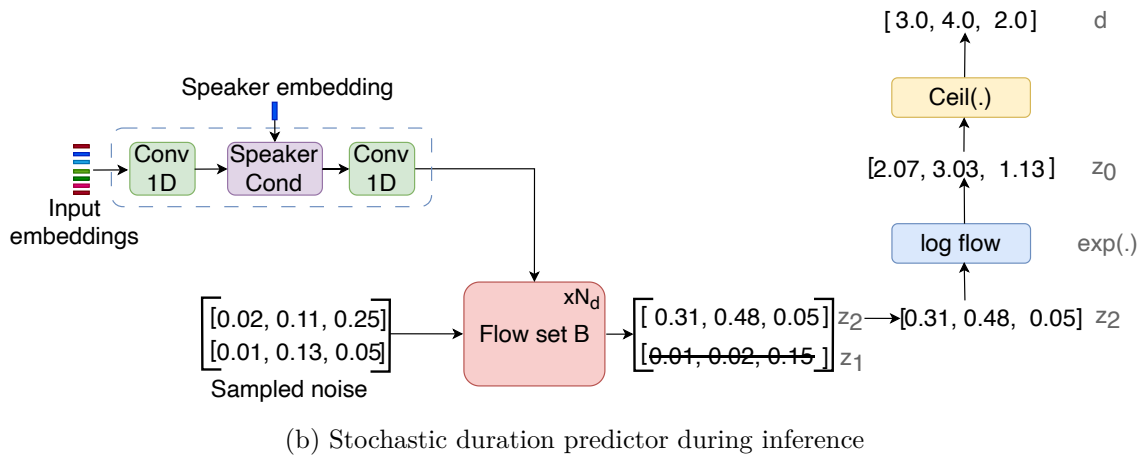 [ 3.0, 4.0, 2.0] d
Ceil(.)
[2.07, 3.03, 1.13] z0
log flow exp(.)
[0.31, 0.48, 0.05] z2
Speaker embedding
Conv 1D
Speaker Cond
Conv 1D
Input
embeddings
[0.02, 0.11, 0.25]
[0.01, 0.13, 0.05]
Sampled noise
xNd
Flow set B
[ 0.31, 0.48, 0.05] z2
[0.01, 0.02, 0.15 ] z1
(b) Stochastic duration predictor during inference